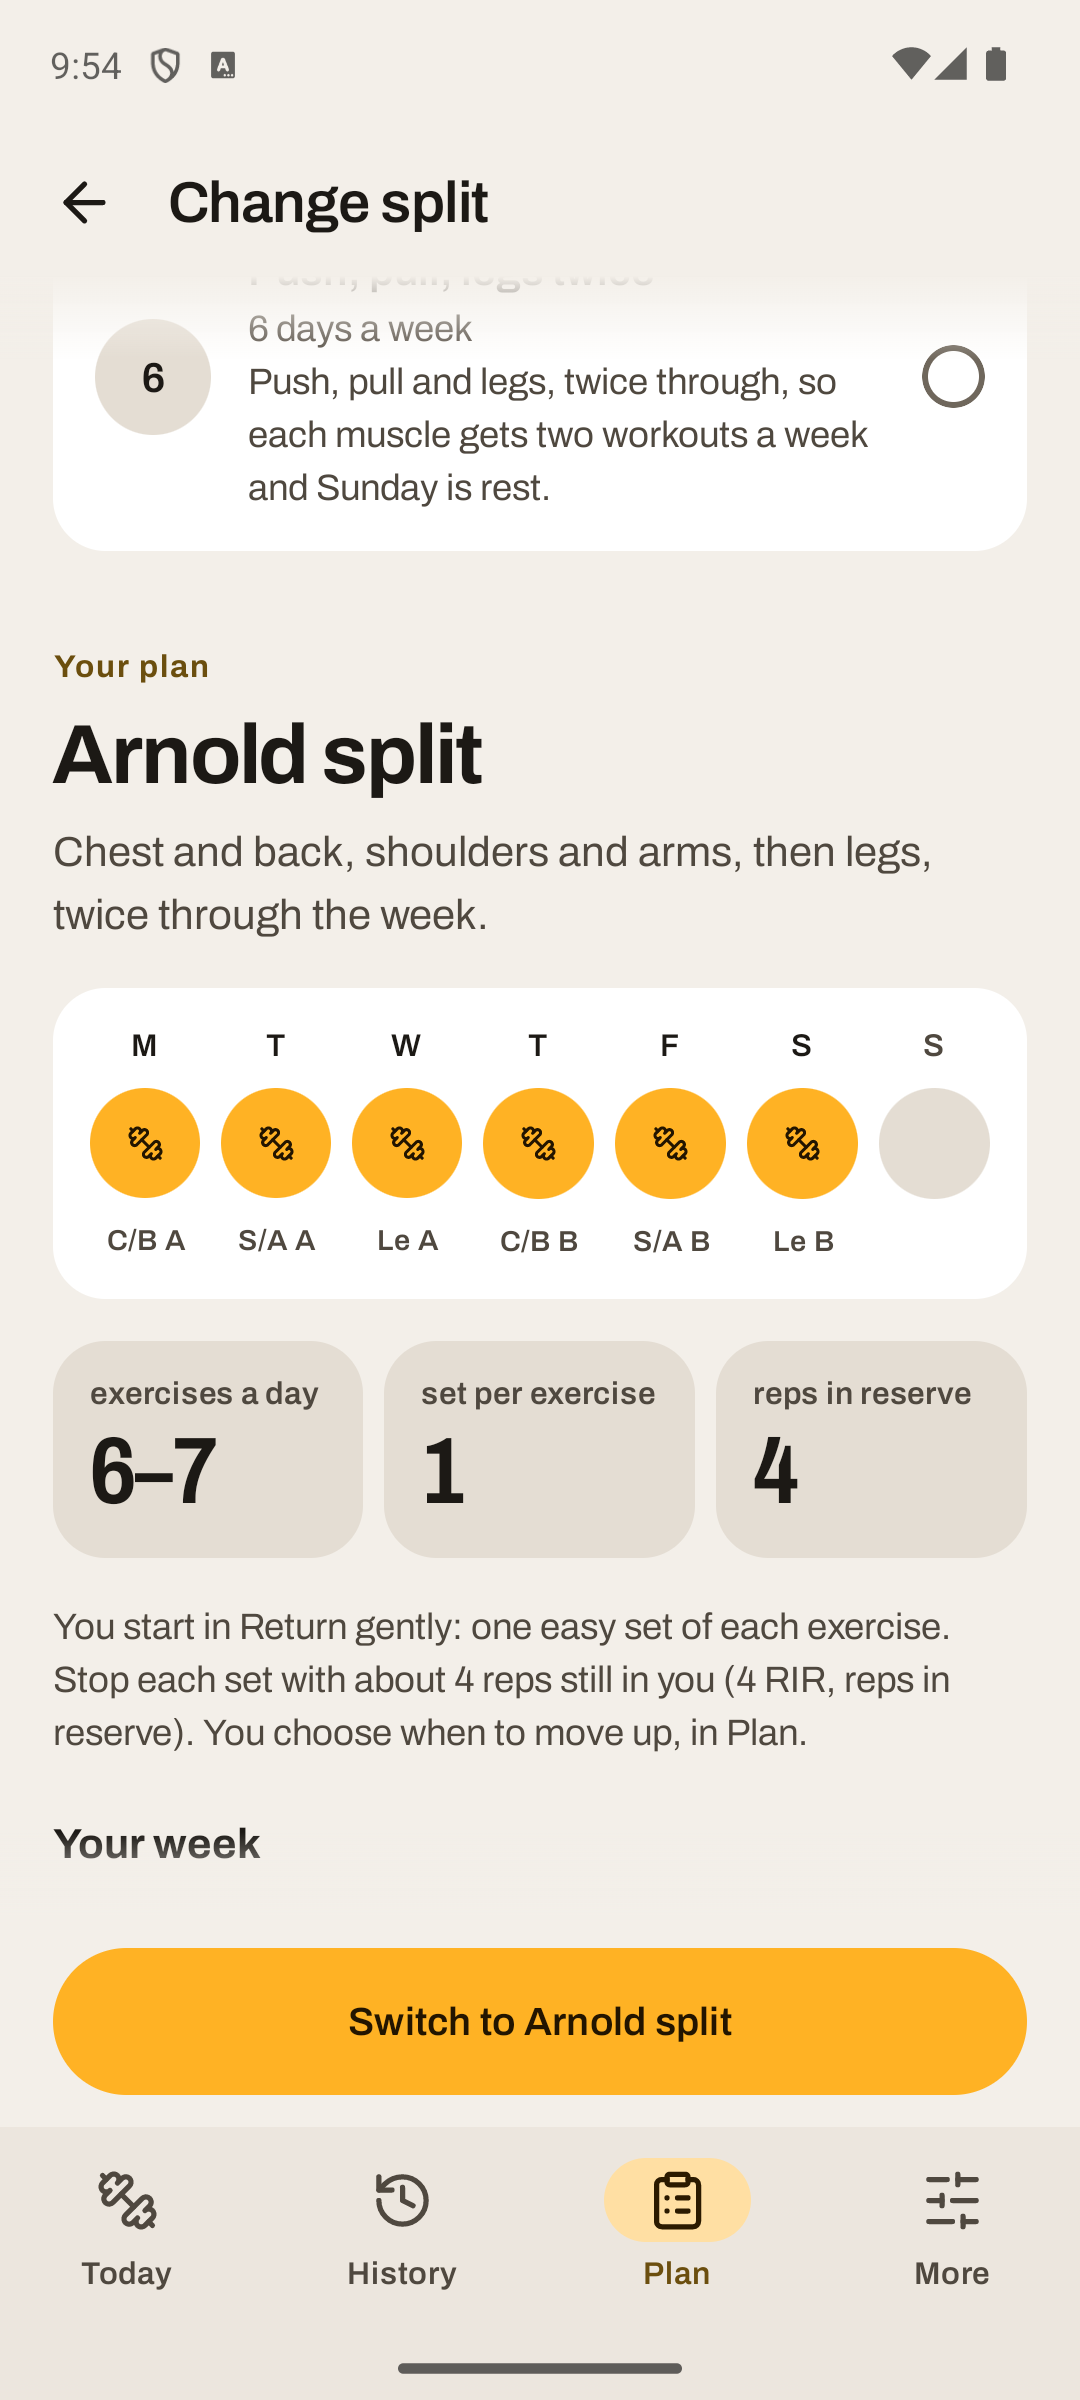 9:54
Change split
Push, pull, legs twice
6 days a week
6
Push, pull and legs, twice through, so
each muscle gets two workouts a week
and Sunday is rest.
Your plan
Arnold split
Chest and back, shoulders and arms, then legs,
twice through the week.
M T W T F S S
C/B A S/A A Le A C/B B S/A B Le B
exercises a day set per exercise reps in reserve
6–7 1 4
You start in Return gently: one easy set of each exercise.
Stop each set with about 4 reps still in you (4 RIR, reps in
reserve). You choose when to move up, in Plan.
Your week
Switch to Arnold split
Today History Plan More